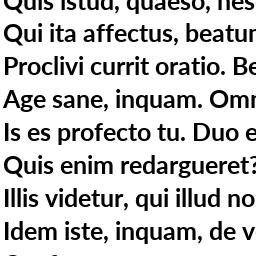 Quis istud, quaeso, nes
Qui ita affectus, beatum
Proclivi currit oratio. Be
Age sane, inquam. Omn
Is es profecto tu. Duo e
Quis enim redargueret?
Illis videtur, qui illud no
Idem iste, inquam, de v